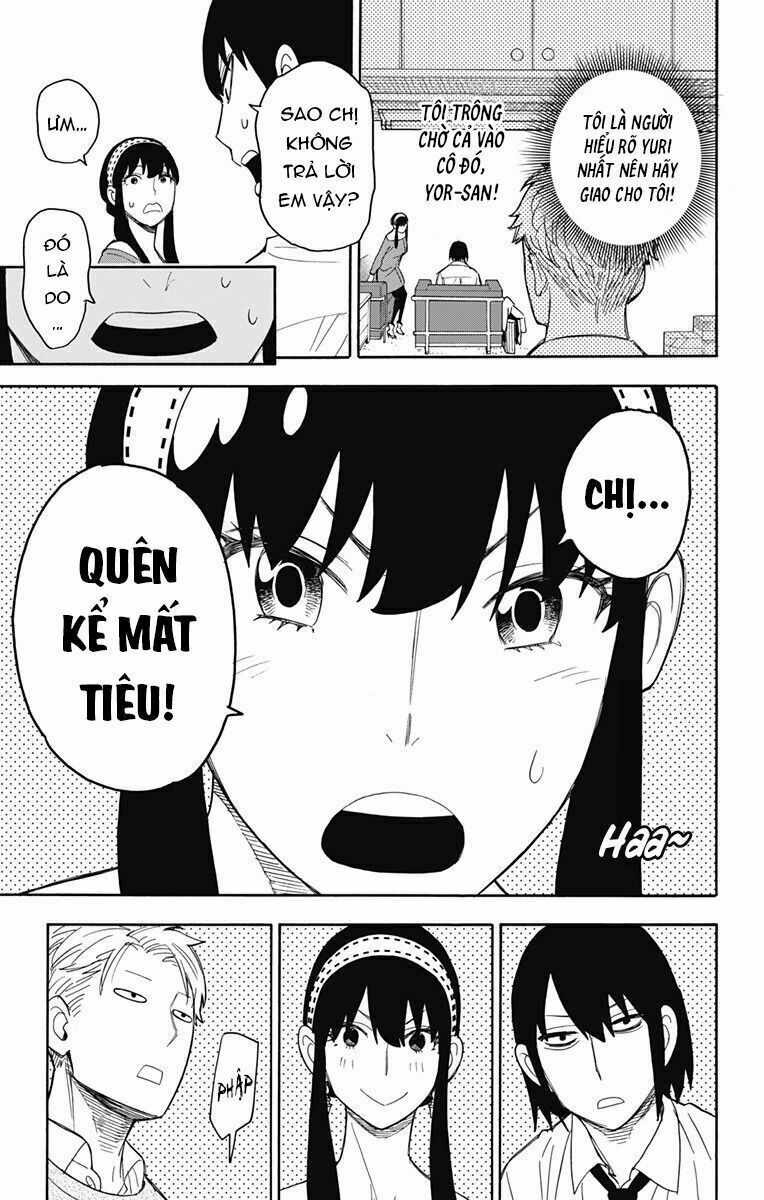 TÔI LÀ NGƯỜI
HIỂU RÕ YURI
NHẤT NÊN HÃY
GIAO CHO TÔI!
TÔI TRÔNG
CHỜ CẢ VÀO
CÔ ĐÓ,
YOR-SAN!
SAO CHỊ
KHÔNG
TRẢ LỜI
EM VẬY?
ƯM...
ĐÓ
LÀ
DO
...
CHỊ...
QUÊN
KỂ MẤT
TIÊU!
Haa~
PHẬP